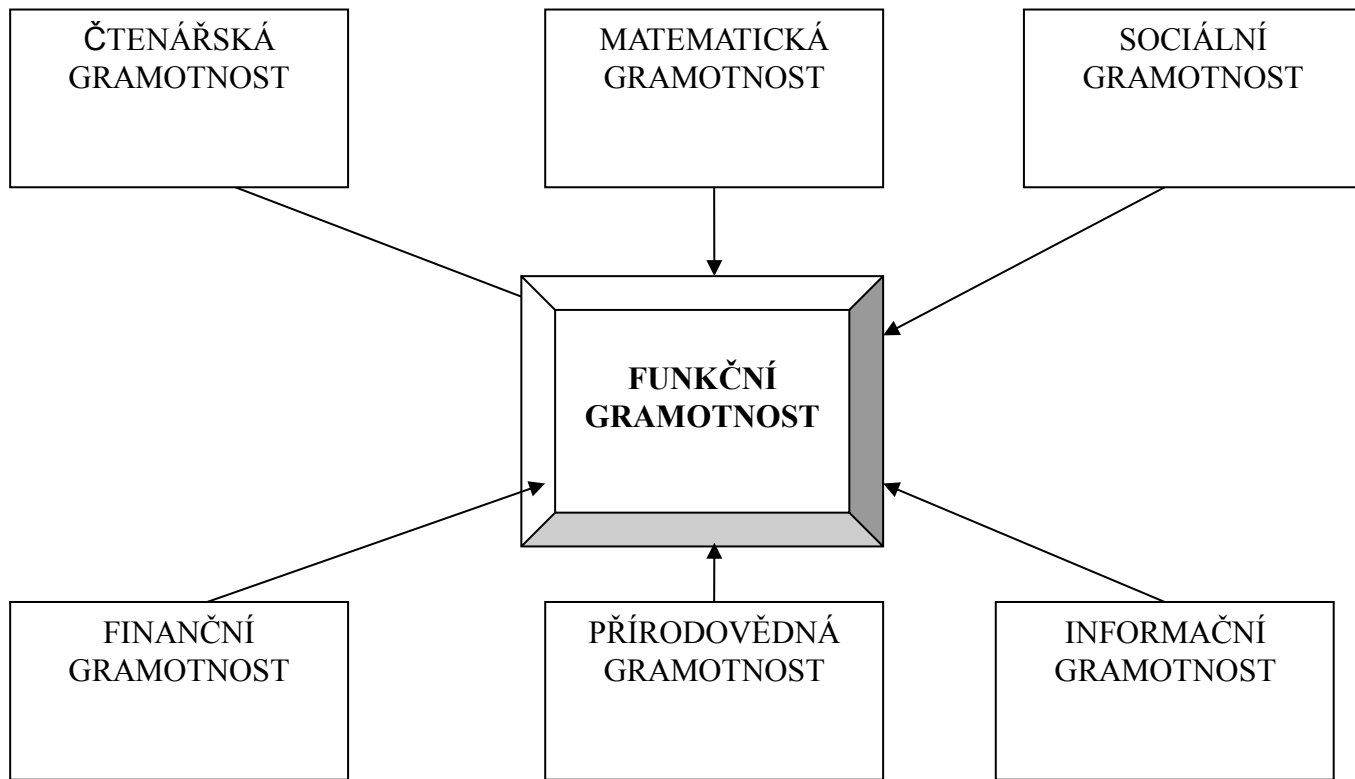 ČTENÁŘSKÁ
GRAMOTNOST
MATEMATICKÁ
GRAMOTNOST
SOCIÁLNÍ
GRAMOTNOST
FUNKČNÍ
GRAMOTNOST
FINANČNÍ
GRAMOTNOST
PŘÍRODOVĚDNÁ
GRAMOTNOST
INFORMAČNÍ
GRAMOTNOST